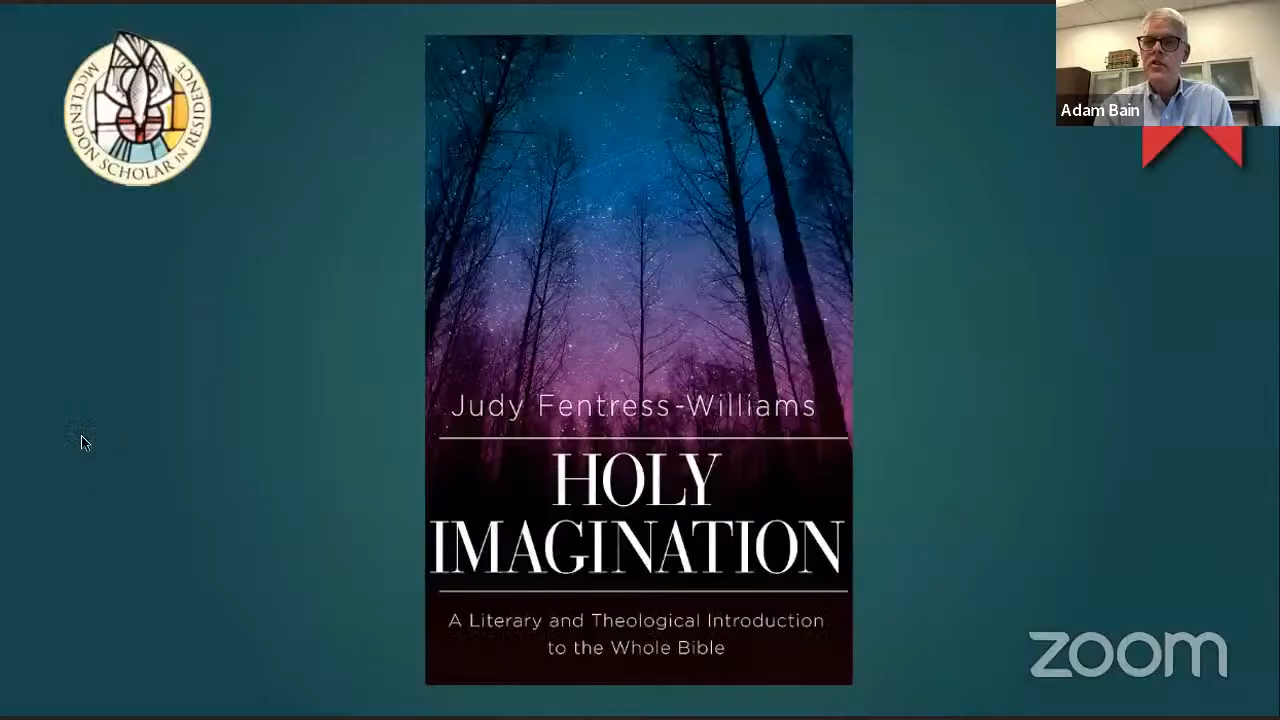 McCLENDON SCHOLAR IN RESIDENCE
Adam Bain
Judy Fentress-Williams
HOLY
IMAGINATION
A Literary and Theological Introduction
to the Whole Bible
zoom